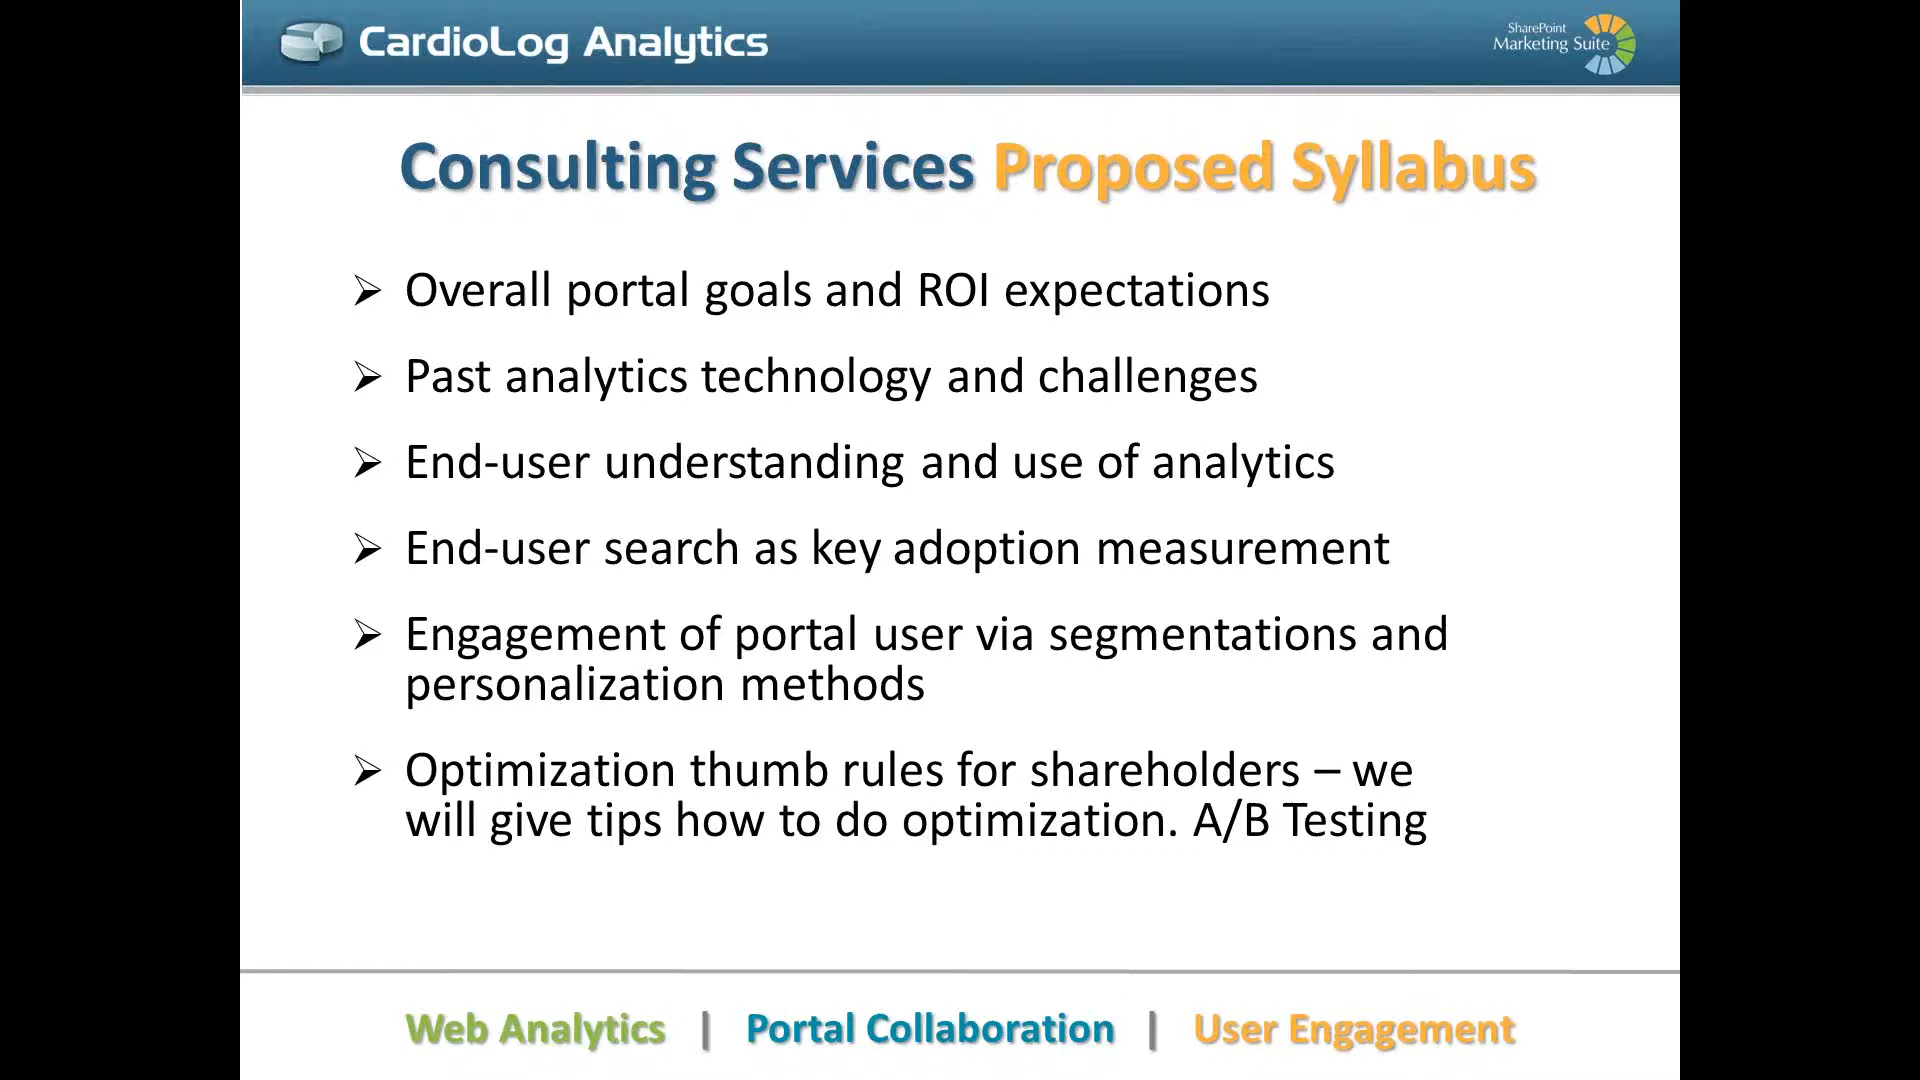 CardioLog Analytics
SharePoint
Marketing Suite
Consulting Services Proposed Syllabus
Overall portal goals and ROI expectations
Past analytics technology and challenges
End-user understanding and use of analytics
End-user search as key adoption measurement
Engagement of portal user via segmentations and
personalization methods
Optimization thumb rules for shareholders – we
will give tips how to do optimization. A/B Testing
Web Analytics | Portal Collaboration | User Engagement